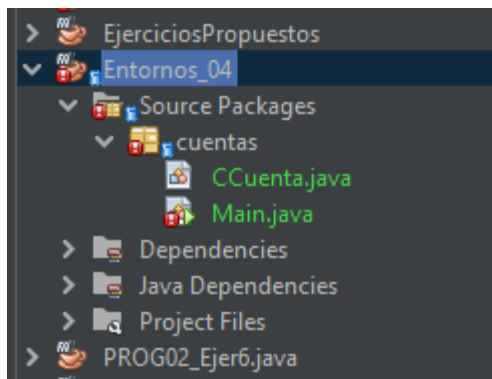 EjerciciosPropuestos
Entornos_04
Source Packages
cuentas
CCuenta.java
Main.java
Dependencies
Java Dependencies
Project Files
PROG02_Ejer6.java